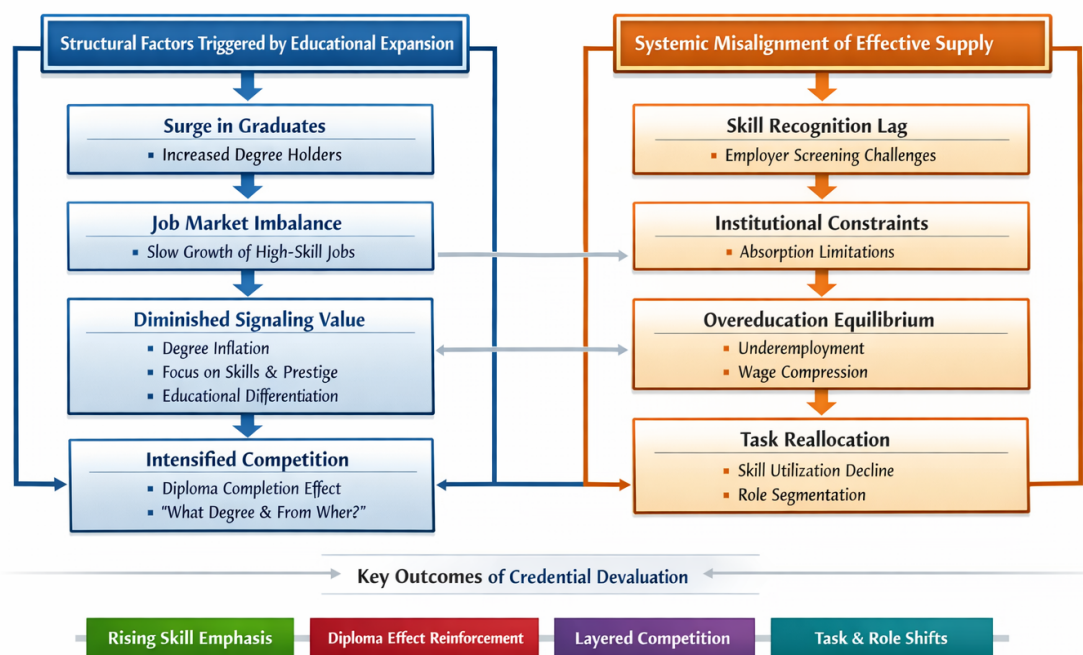 Structural Factors Triggered by Educational Expansion
Surge in Graduates
▪ Increased Degree Holders
Job Market Imbalance
▪ Slow Growth of High-Skill Jobs
Diminished Signaling Value
▪ Degree Inflation
▪ Focus on Skills & Prestige
▪ Educational Differentiation
Intensified Competition
▪ Diploma Completion Effect
▪ "What Degree & From Wher?"
Systemic Misalignment of Effective Supply
Skill Recognition Lag
▪ Employer Screening Challenges
Institutional Constraints
▪ Absorption Limitations
Overeducation Equilibrium
▪ Underemployment
▪ Wage Compression
Task Reallocation
▪ Skill Utilization Decline
▪ Role Segmentation
Key Outcomes of Credential Devaluation
Rising Skill Emphasis
Diploma Effect Reinforcement
Layered Competition
Task & Role Shifts